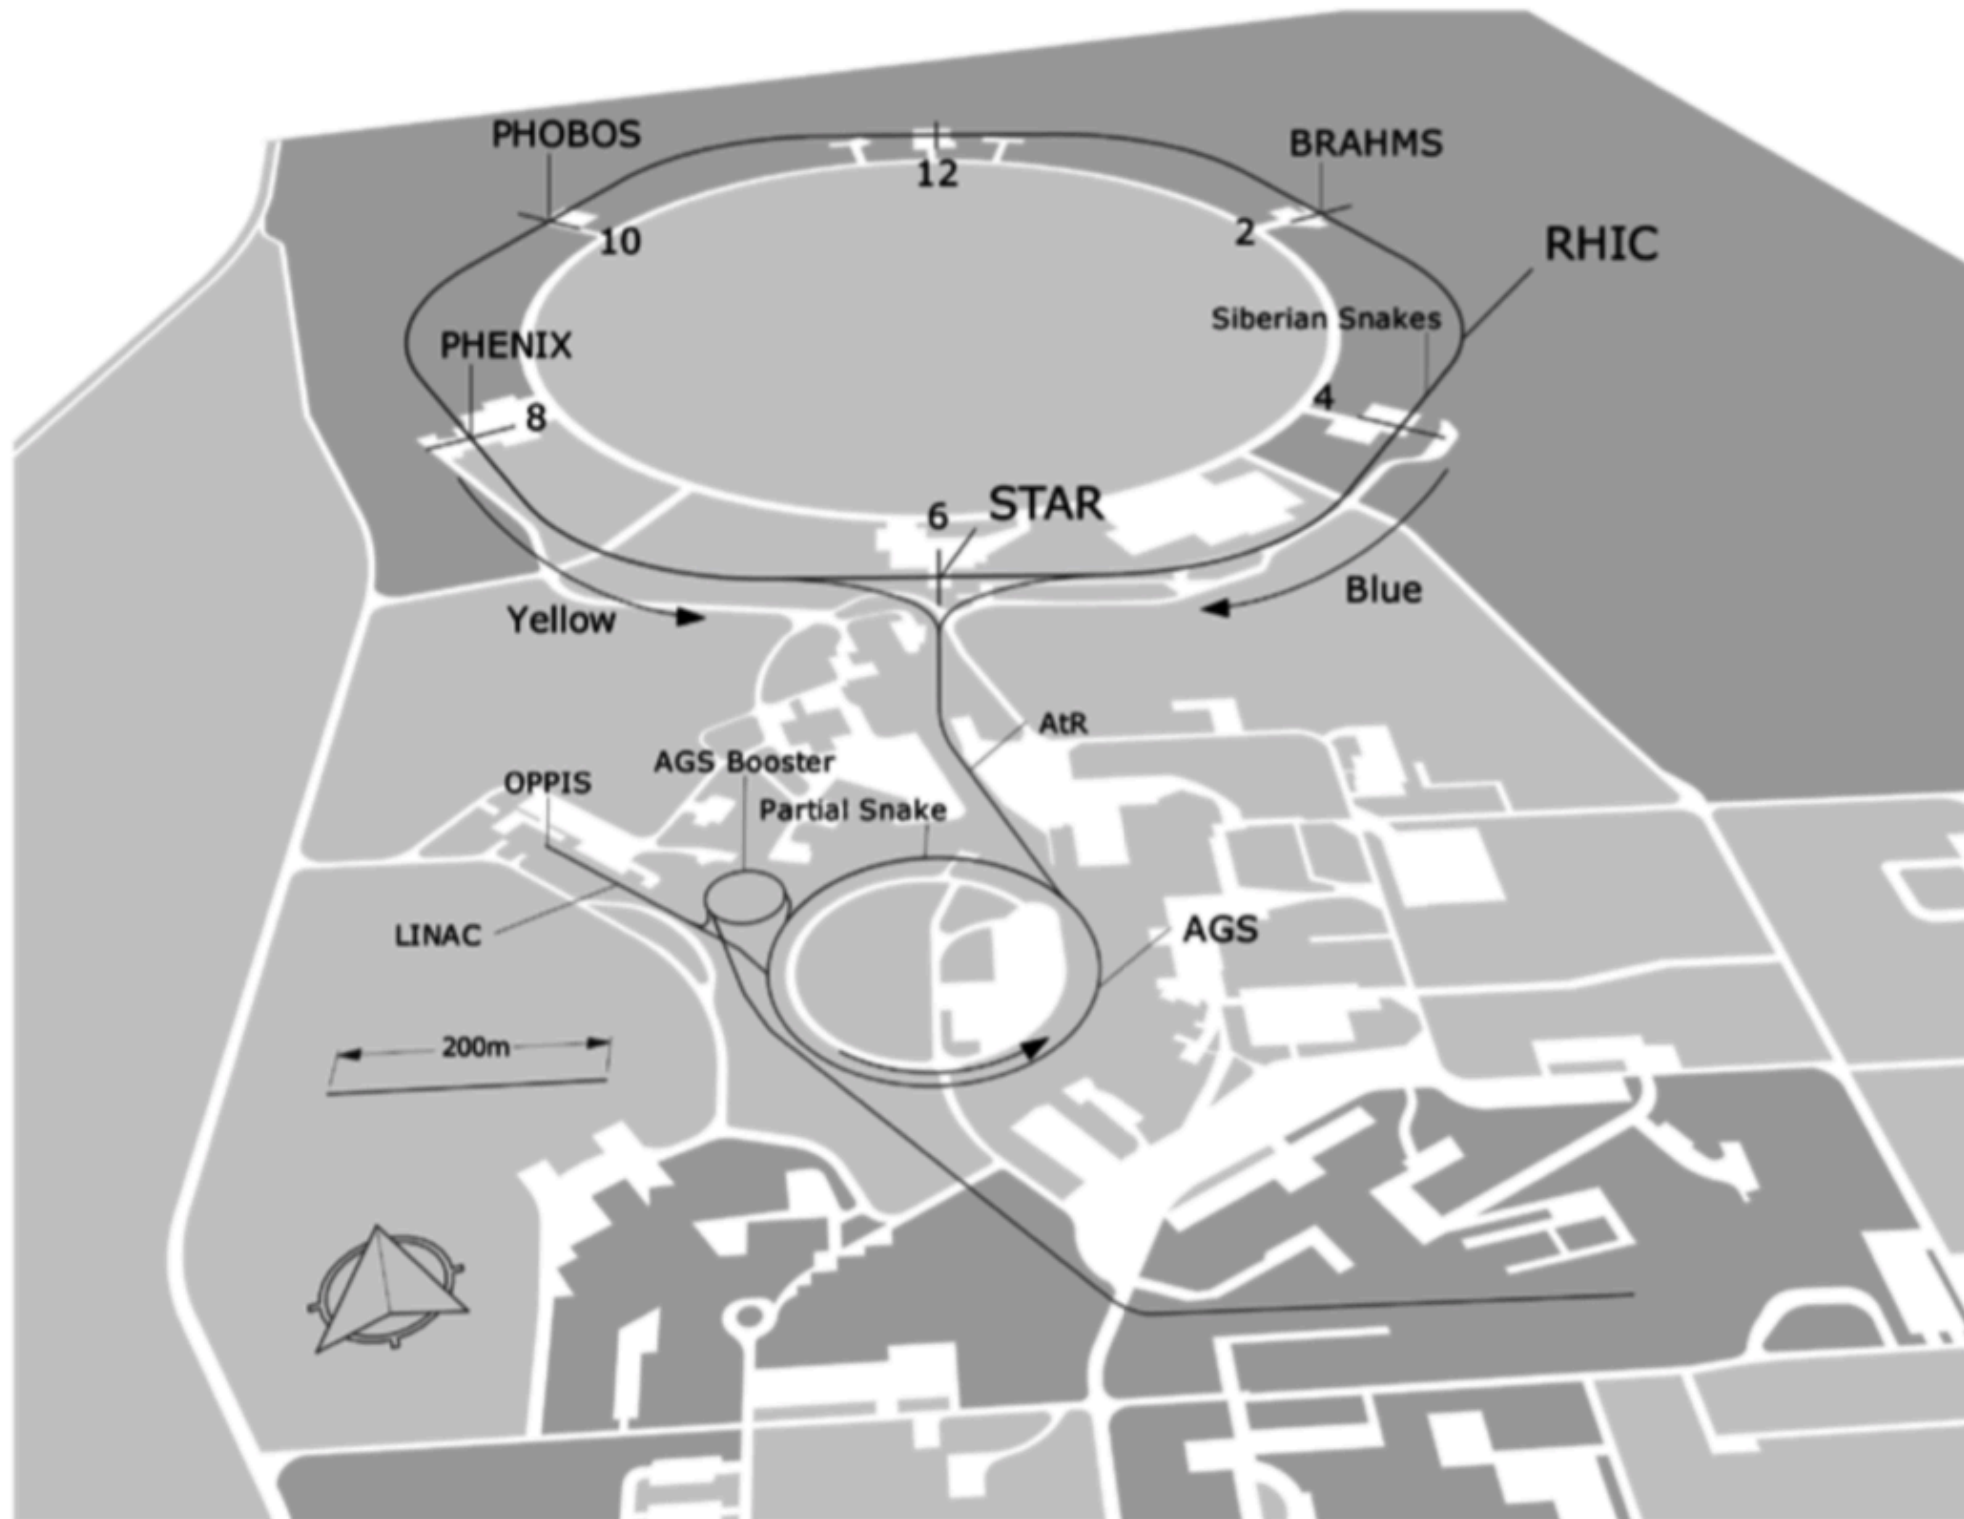 PHOBOS
12
BRAHMS
10
2
RHIC
Siberian Snakes
PHENIX
8
4
6
STAR
Yellow
Blue
AtR
AGS Booster
OPPIS
Partial Snake
LINAC
AGS
200m